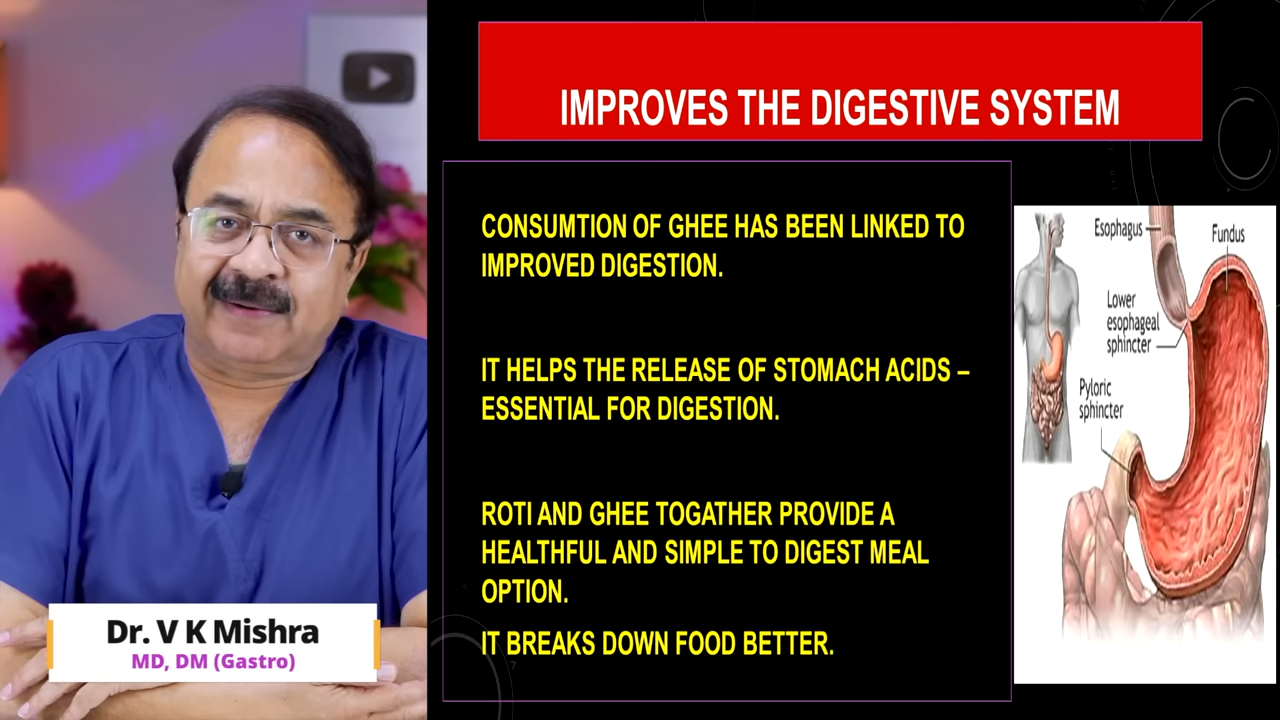 IMPROVES THE DIGESTIVE SYSTEM
CONSUMTION OF GHEE HAS BEEN LINKED TO
IMPROVED DIGESTION.
IT HELPS THE RELEASE OF STOMACH ACIDS –
ESSENTIAL FOR DIGESTION.
ROTI AND GHEE TOGATHER PROVIDE A
HEALTHFUL AND SIMPLE TO DIGEST MEAL
OPTION.
IT BREAKS DOWN FOOD BETTER.
Esophagus
Fundus
Lower
esophageal
sphincter
Pyloric
sphincter
Dr. V K Mishra
MD, DM (Gastro)